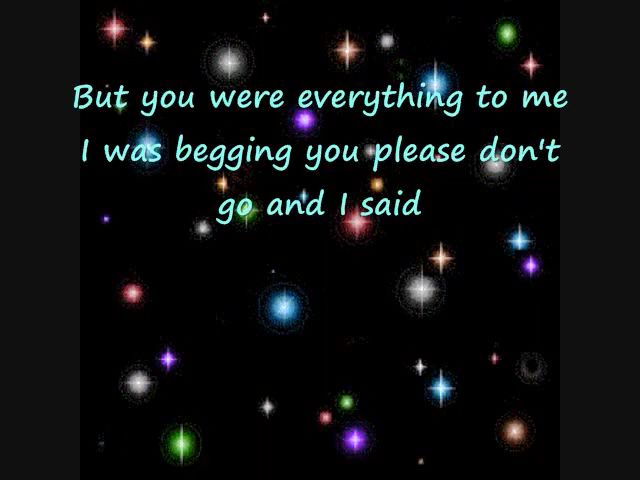 But you were everything to me
I was begging you please don't
go and I said